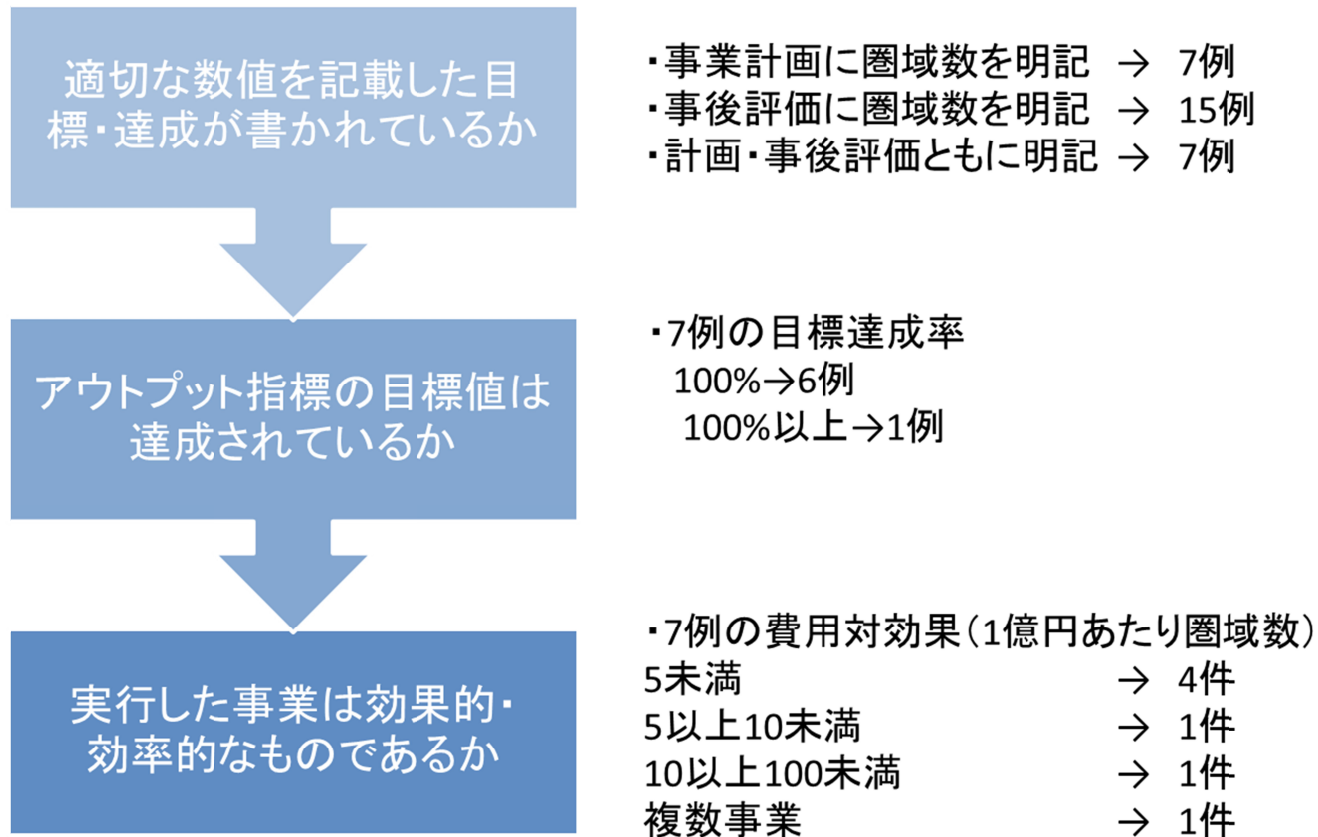 適切な数値を記載した目
標・達成が書かれているか
・事業計画に圏域数を明記 → 7例
・事後評価に圏域数を明記 → 15例
・計画・事後評価ともに明記 → 7例
アウトプット指標の目標値は
達成されているか
・7例の目標達成率
100%→6例
100%以上→1例
実行した事業は効果的・
効率的なものであるか
・7例の費用対効果(1億円あたり圏域数)
5未満 → 4件
5以上10未満 → 1件
10以上100未満 → 1件
複数事業 → 1件